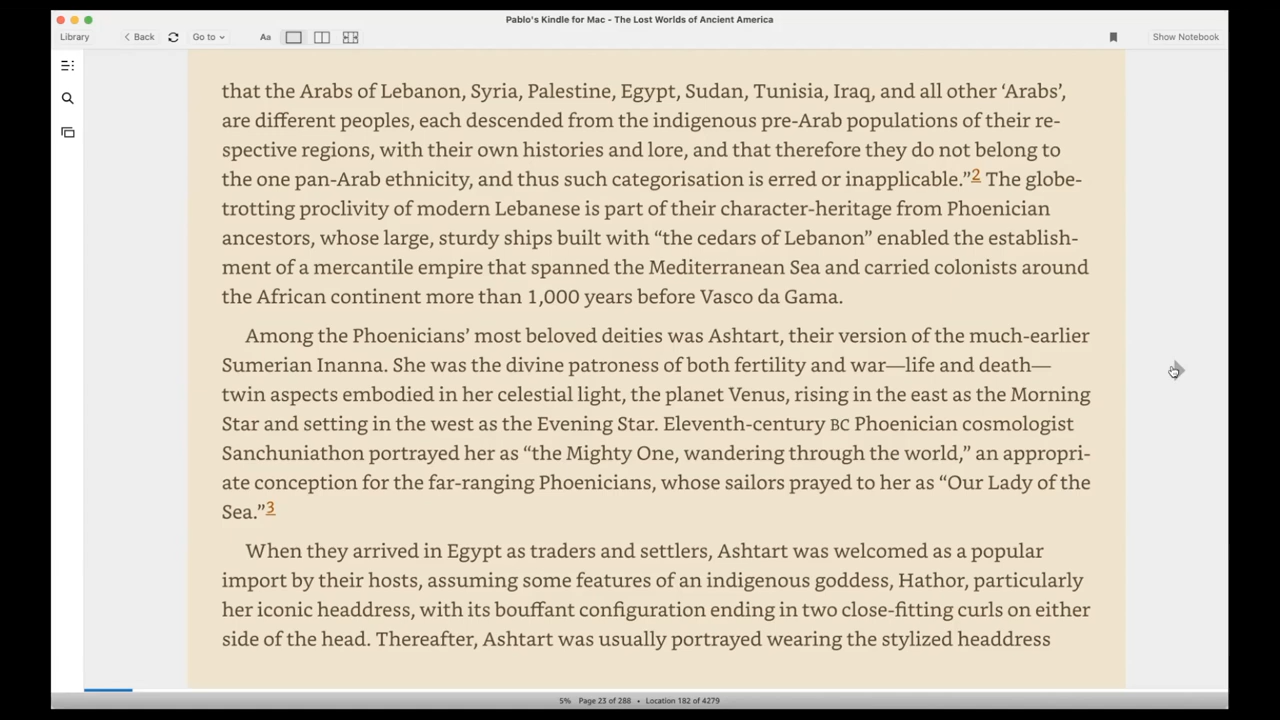 Pablo's Kindle for Mac - The Lost Worlds of Ancient America
Library
Back
Go to
Aa
Show Notebook
that the Arabs of Lebanon, Syria, Palestine, Egypt, Sudan, Tunisia, Iraq, and all other ‘Arabs’,
are different peoples, each descended from the indigenous pre-Arab populations of their re-
spective regions, with their own histories and lore, and that therefore they do not belong to
the one pan-Arab ethnicity, and thus such categorisation is erred or inapplicable.”2 The globe-
trotting proclivity of modern Lebanese is part of their character-heritage from Phoenician
ancestors, whose large, sturdy ships built with “the cedars of Lebanon” enabled the establish-
ment of a mercantile empire that spanned the Mediterranean Sea and carried colonists around
the African continent more than 1,000 years before Vasco da Gama.
Among the Phoenicians’ most beloved deities was Ashtart, their version of the much-earlier
Sumerian Inanna. She was the divine patroness of both fertility and war—life and death—
twin aspects embodied in her celestial light, the planet Venus, rising in the east as the Morning
Star and setting in the west as the Evening Star. Eleventh-century BC Phoenician cosmologist
Sanchuniathon portrayed her as “the Mighty One, wandering through the world,” an appropri-
ate conception for the far-ranging Phoenicians, whose sailors prayed to her as “Our Lady of the
Sea.”3
When they arrived in Egypt as traders and settlers, Ashtart was welcomed as a popular
import by their hosts, assuming some features of an indigenous goddess, Hathor, particularly
her iconic headdress, with its bouffant configuration ending in two close-fitting curls on either
side of the head. Thereafter, Ashtart was usually portrayed wearing the stylized headdress
5% Page 23 of 288 • Location 182 of 4279